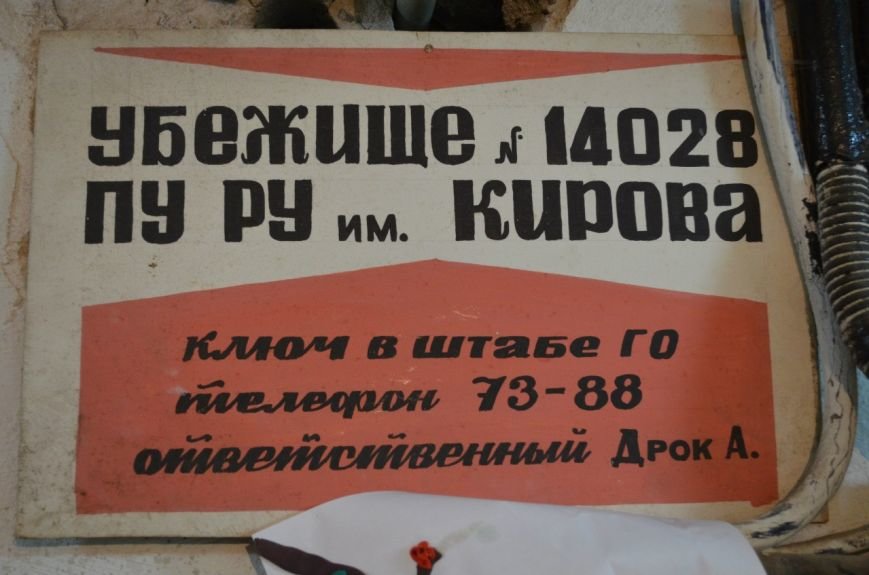 УБЕЖИЩЕ № 14028
ПУ РУ им. КИРОВА
ключ в штабе ГО
телефон 73-88
ответственный Дрок А.